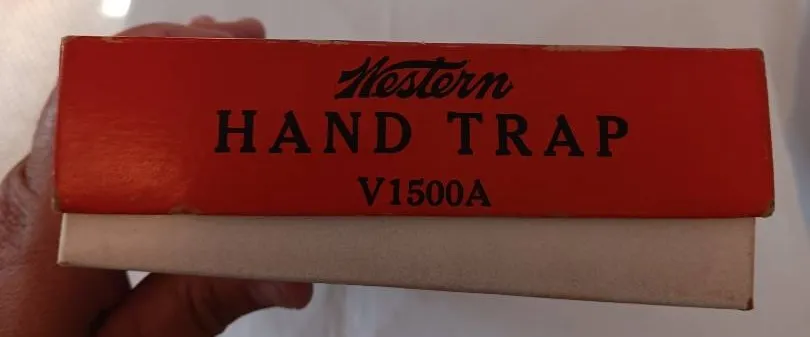 Western
HAND TRAP
V1500A